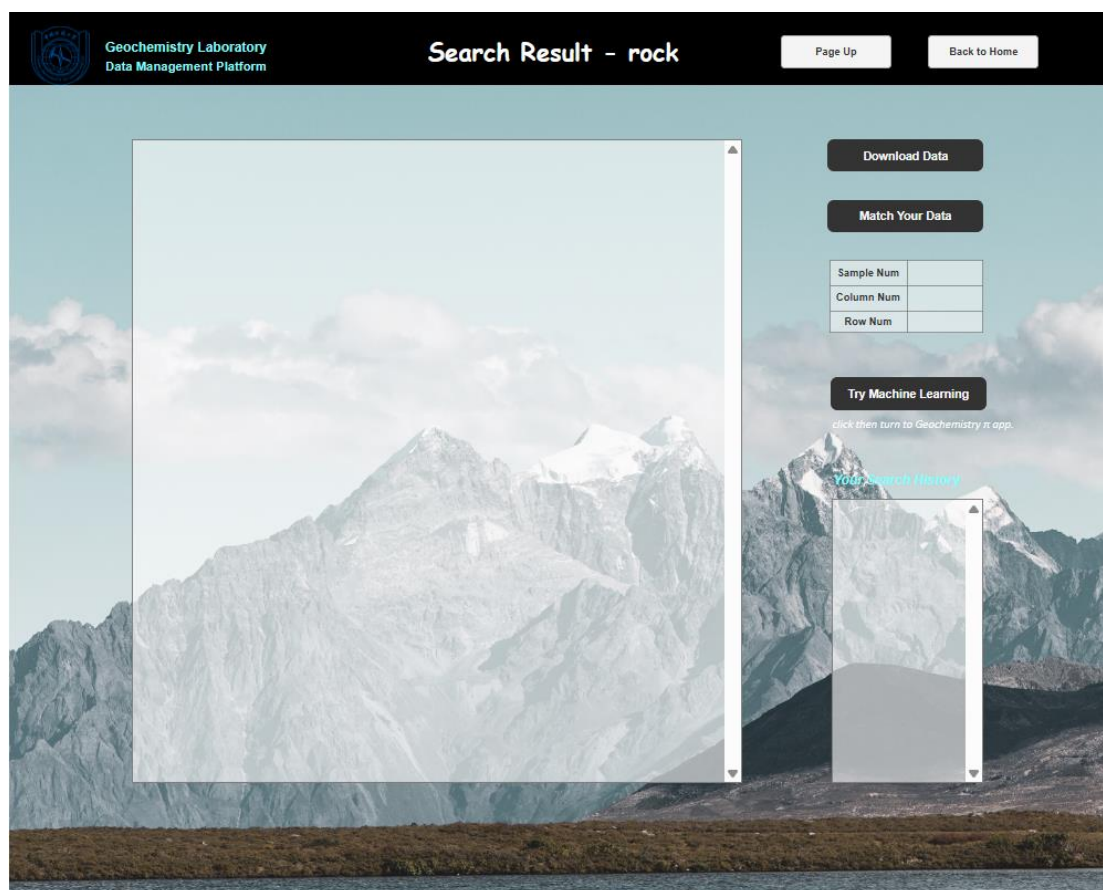 Geochemistry Laboratory
Data Management Platform
Search Result - rock
Page Up
Back to Home
Download Data
Match Your Data
Sample Num
Column Num
Row Num
Try Machine Learning
click then turn to Geochemistry π app.
Your Search History